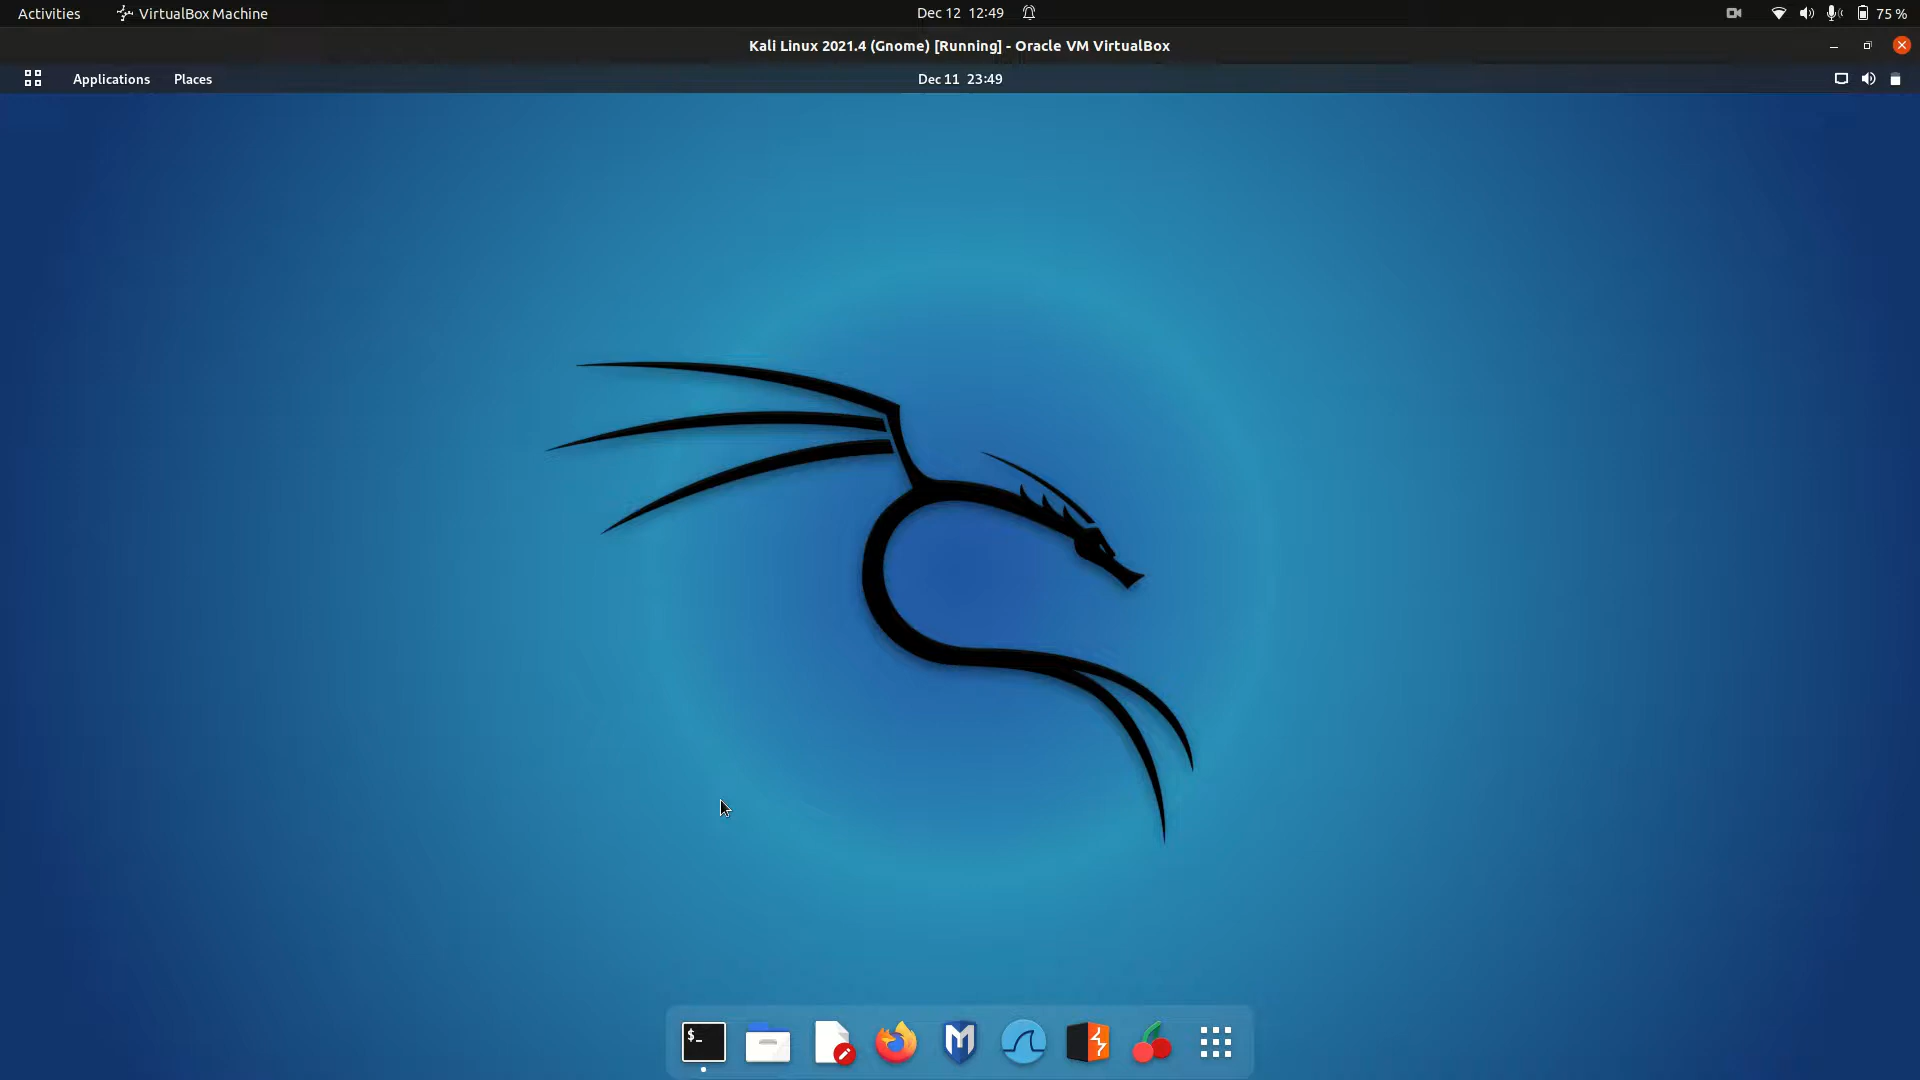 Activities VirtualBox Machine Dec 12 12:49 75 %
Kali Linux 2021.4 (Gnome) [Running] - Oracle VM VirtualBox
Applications Places Dec 11 23:49
$_